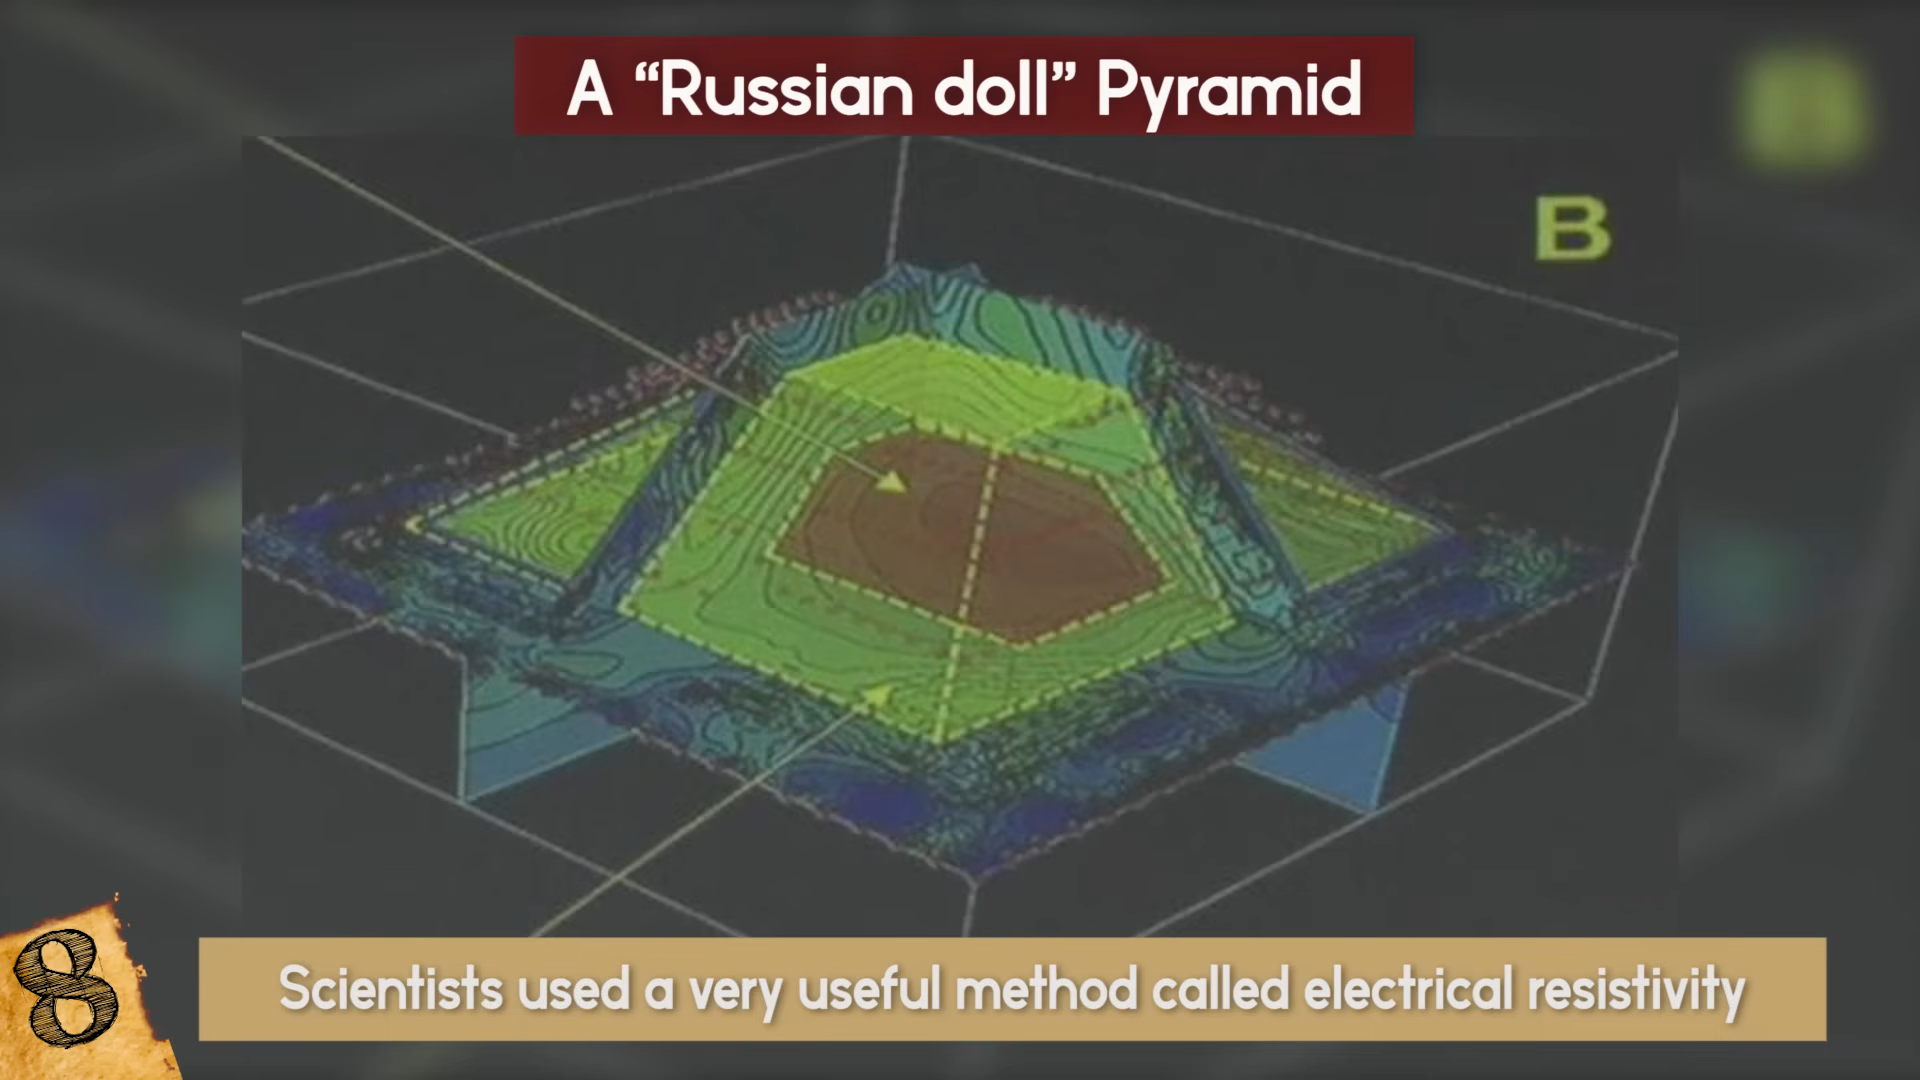 A “Russian doll” Pyramid
B
8
Scientists used a very useful method called electrical resistivity